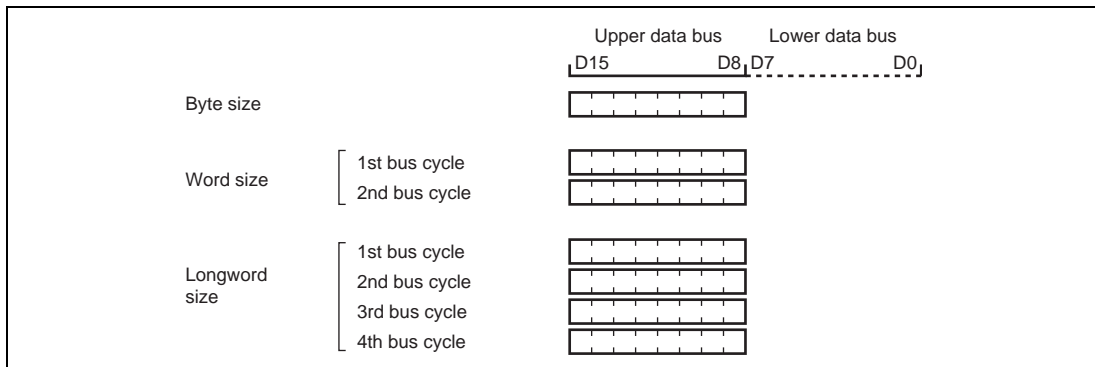 Upper data bus Lower data bus
D15 D8 D7 D0
Byte size
Word size
1st bus cycle
2nd bus cycle
Longword
size
1st bus cycle
2nd bus cycle
3rd bus cycle
4th bus cycle